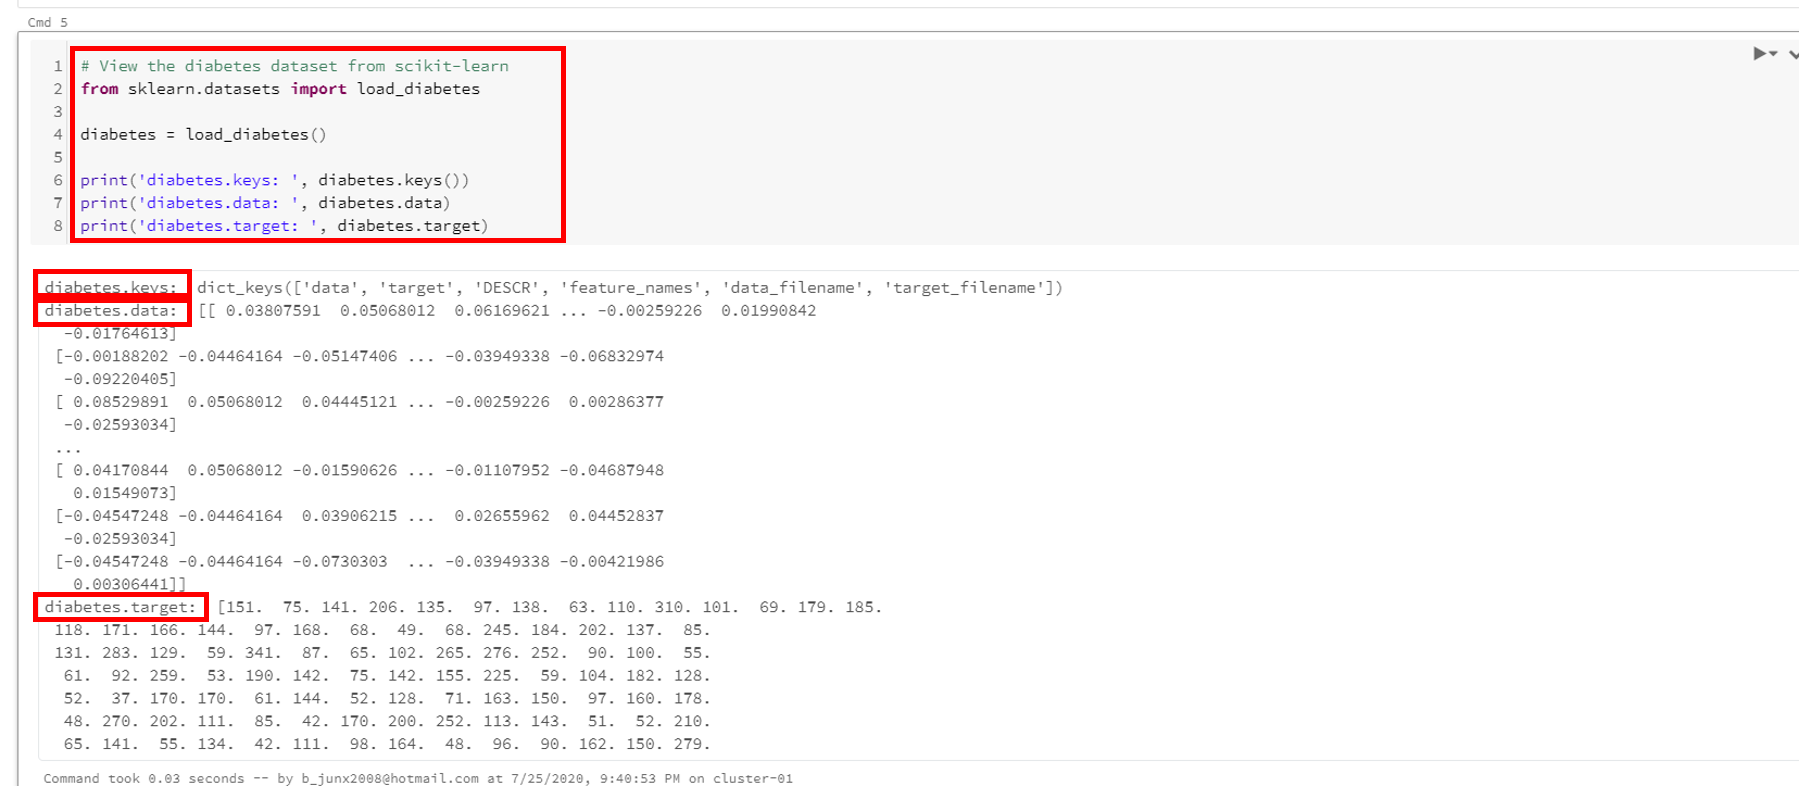 Cmd 5
1 # View the diabetes dataset from scikit-learn
2 from sklearn.datasets import load_diabetes
3
4 diabetes = load_diabetes()
5
6 print('diabetes.keys: ', diabetes.keys())
7 print('diabetes.data: ', diabetes.data)
8 print('diabetes.target: ', diabetes.target)
diabetes.keys:  dict_keys(['data', 'target', 'DESCR', 'feature_names', 'data_filename', 'target_filename'])
diabetes.data:  [[ 0.03807591  0.05068012  0.06169621 ... -0.00259226  0.01990842
  -0.01764613]
 [-0.00188202 -0.04464164 -0.05147406 ... -0.03949338 -0.06832974
  -0.09220405]
 [ 0.08529891  0.05068012  0.04445121 ... -0.00259226  0.00286377
  -0.02593034]
 ...
 [ 0.04170844  0.05068012 -0.01590626 ... -0.01107952 -0.04687948
   0.01549073]
 [-0.04547248 -0.04464164  0.03906215 ...  0.02655962  0.04452837
  -0.02593034]
 [-0.04547248 -0.04464164 -0.0730303  ... -0.03949338 -0.00421986
   0.00306441]]
diabetes.target:  [151.  75. 141. 206. 135.  97. 138.  63. 110. 310. 101.  69. 179. 185.
 118. 171. 166. 144.  97. 168.  68.  49.  68. 245. 184. 202. 137.  85.
 131. 283. 129.  59. 341.  87.  65. 102. 265. 276. 252.  90. 100.  55.
  61.  92. 259.  53. 190. 142.  75. 142. 155. 225.  59. 104. 182. 128.
  52.  37. 170. 170.  61. 144.  52. 128.  71. 163. 150.  97. 160. 178.
  48. 270. 202. 111.  85.  42. 170. 200. 252. 113. 143.  51.  52. 210.
  65. 141.  55. 134.  42. 111.  98. 164.  48.  96.  90. 162. 150. 279.
Command took 0.03 seconds -- by b_junx2008@hotmail.com at 7/25/2020, 9:40:53 PM on cluster-01